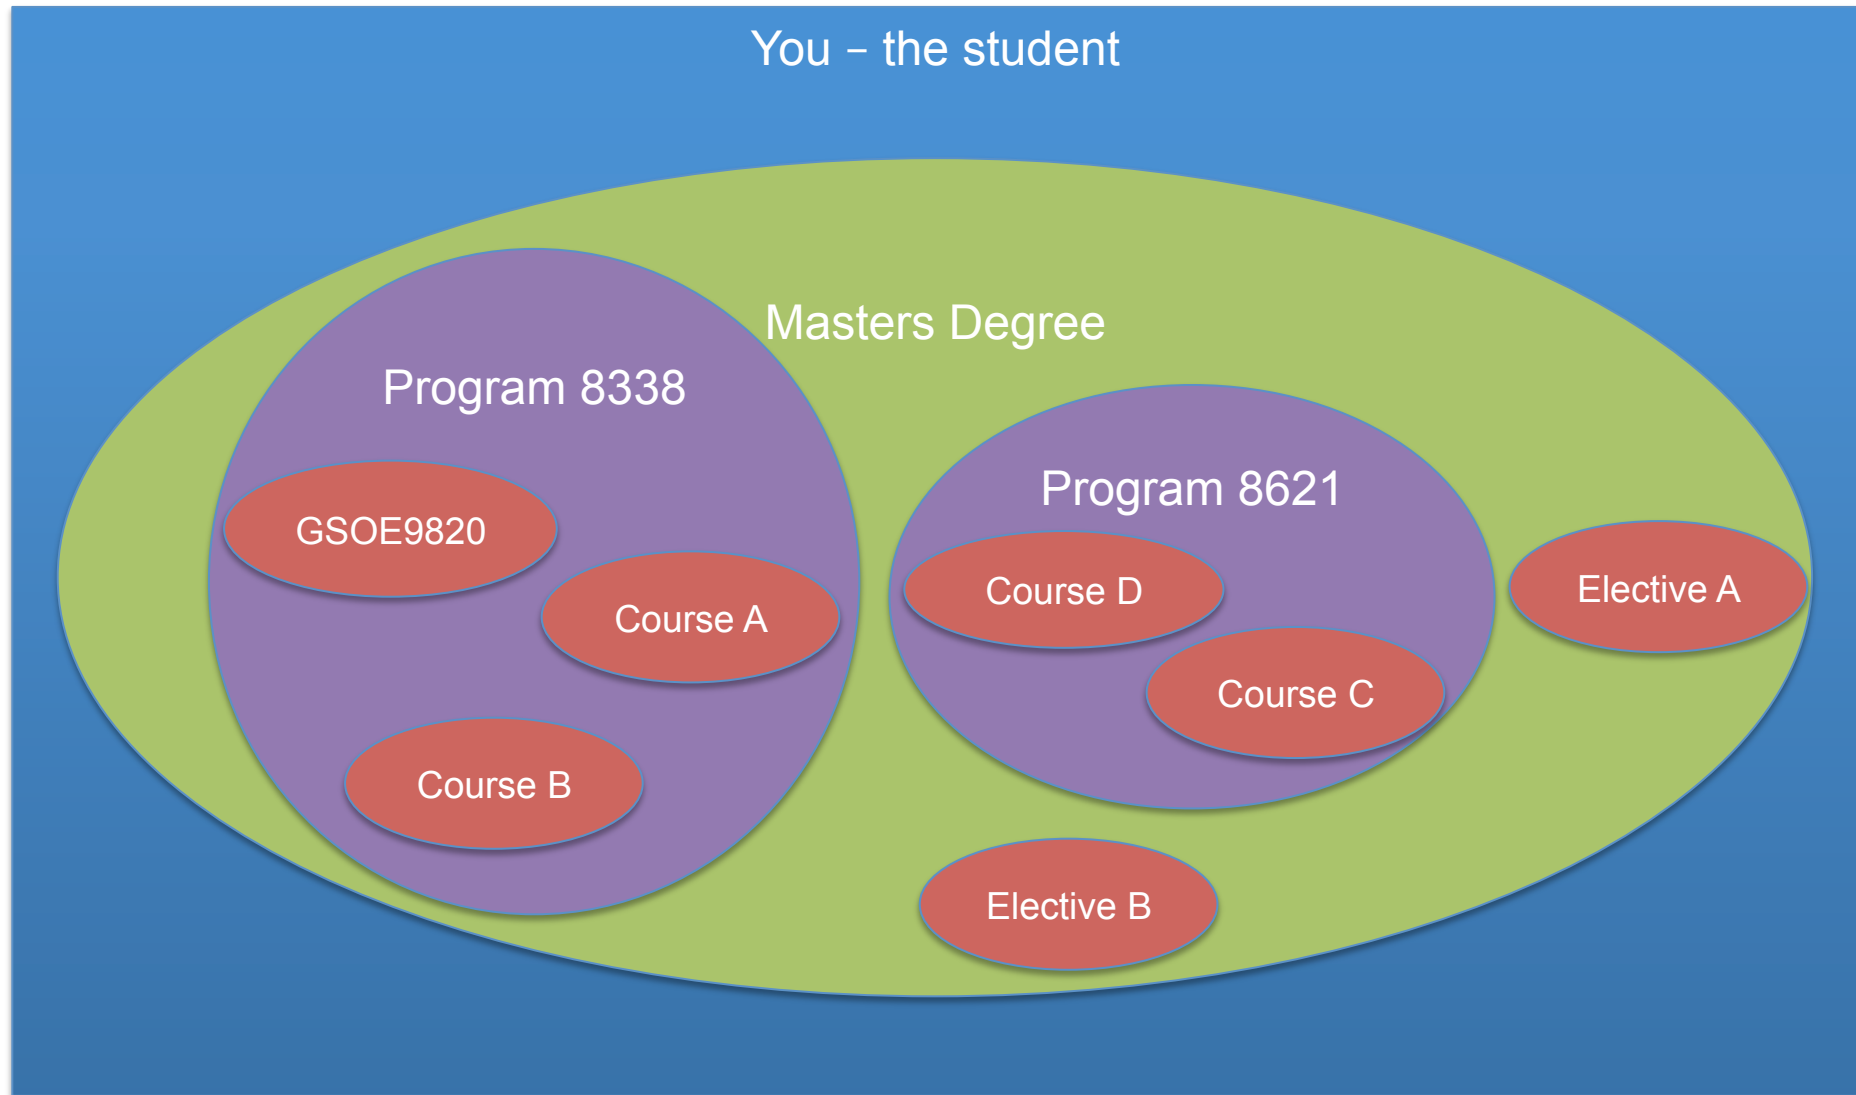 You – the student
Masters Degree
Program 8338
Program 8621
GSOE9820
Course A
Course B
Course D
Course C
Elective A
Elective B